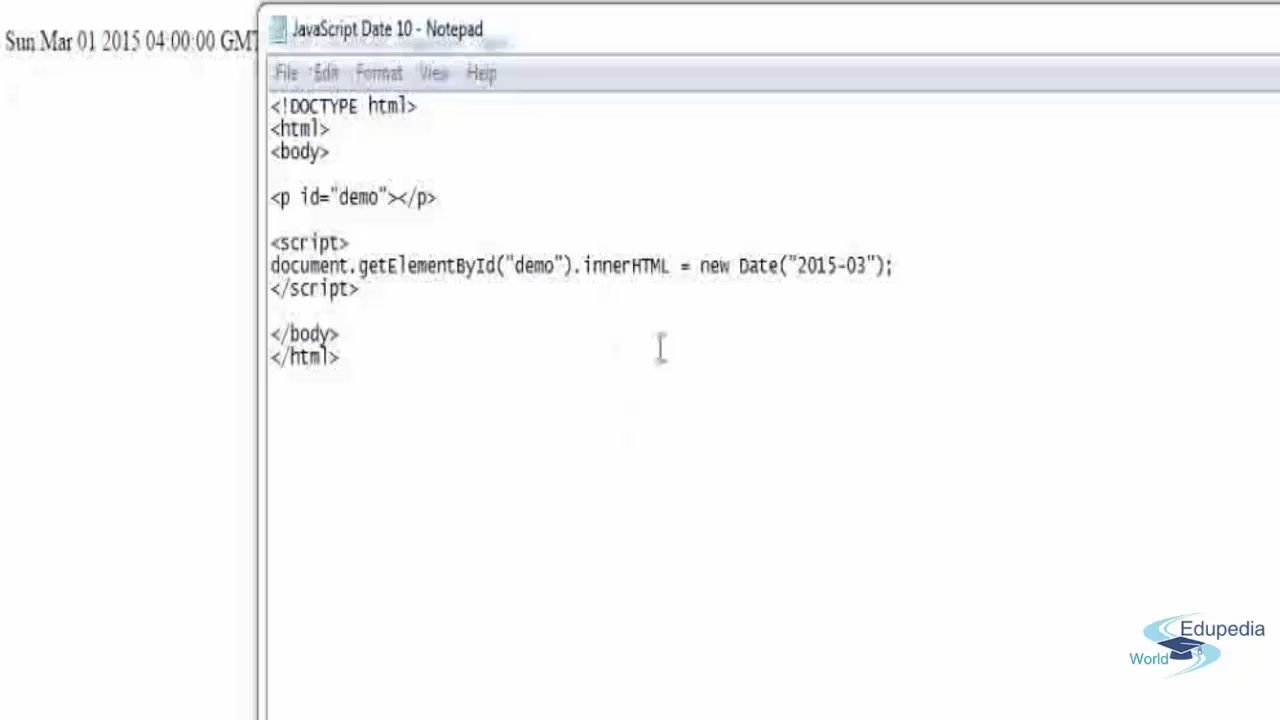 Sun Mar 01 2015 04:00:00 GMT
JavaScript Date 10 - Notepad
File Edit Format View Help
<!DOCTYPE html>
<html>
<body>
<p id="demo"></p>
<script>
document.getElementById("demo").innerHTML = new Date("2015-03");
</script>
</body>
</html>
Edupedia
World